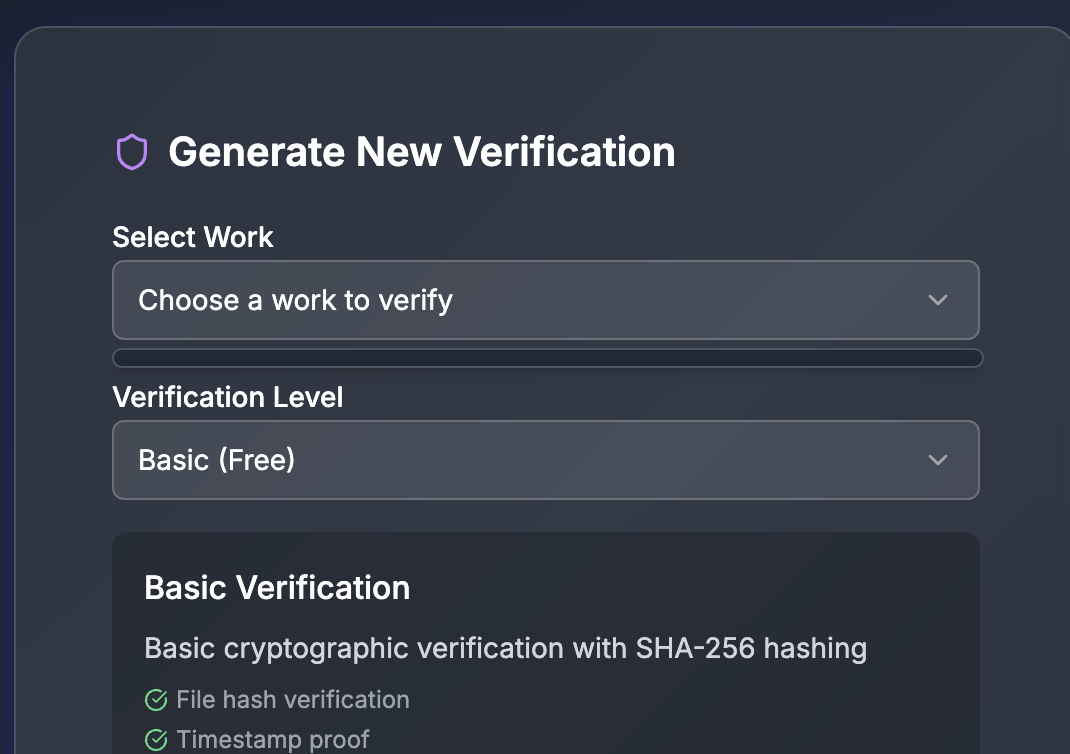 Generate New Verification
Select Work
Choose a work to verify
Verification Level
Basic (Free)
Basic Verification
Basic cryptographic verification with SHA-256 hashing
File hash verification
Timestamp proof